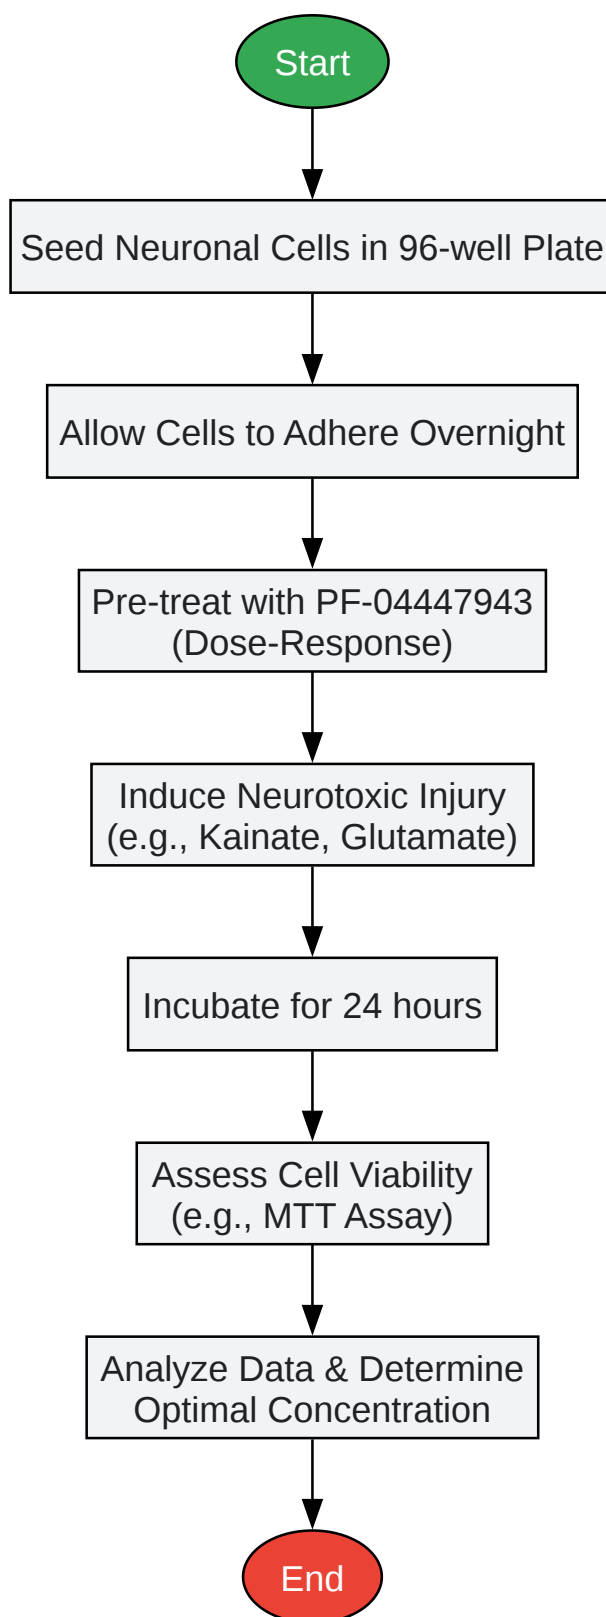 Start
Seed Neuronal Cells in 96-well Plate
Allow Cells to Adhere Overnight
Pre-treat with PF-04447943
(Dose-Response)
Induce Neurotoxic Injury
(e.g., Kainate, Glutamate)
Incubate for 24 hours
Assess Cell Viability
(e.g., MTT Assay)
Analyze Data & Determine
Optimal Concentration
End